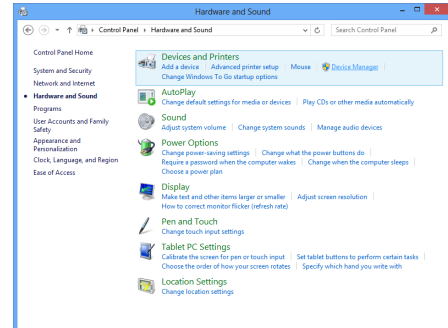 Hardware and Sound
Control Panel Hardware and Sound
Search Control Panel
Control Panel Home
System and Security
Network and Internet
Hardware and Sound
Programs
User Accounts and Family
Safety
Appearance and
Personalization
Clock, Language, and Region
Ease of Access
Devices and Printers
Add a device Advanced printer setup Mouse Device Manager
Change Windows To Go startup options
AutoPlay
Change default settings for media or devices Play CDs or other media automatically
Sound
Adjust system volume Change system sounds Manage audio devices
Power Options
Change power-saving settings Change what the power buttons do
Require a password when the computer wakes Change when the computer sleeps
Choose a power plan
Display
Make text and other items larger or smaller Adjust screen resolution
How to correct monitor flicker (refresh rate)
Pen and Touch
Change touch input settings
Tablet PC Settings
Calibrate the screen for pen or touch input Set tablet buttons to perform certain tasks
Choose the order of how your screen rotates Specify which hand you write with
Location Settings
Change location settings